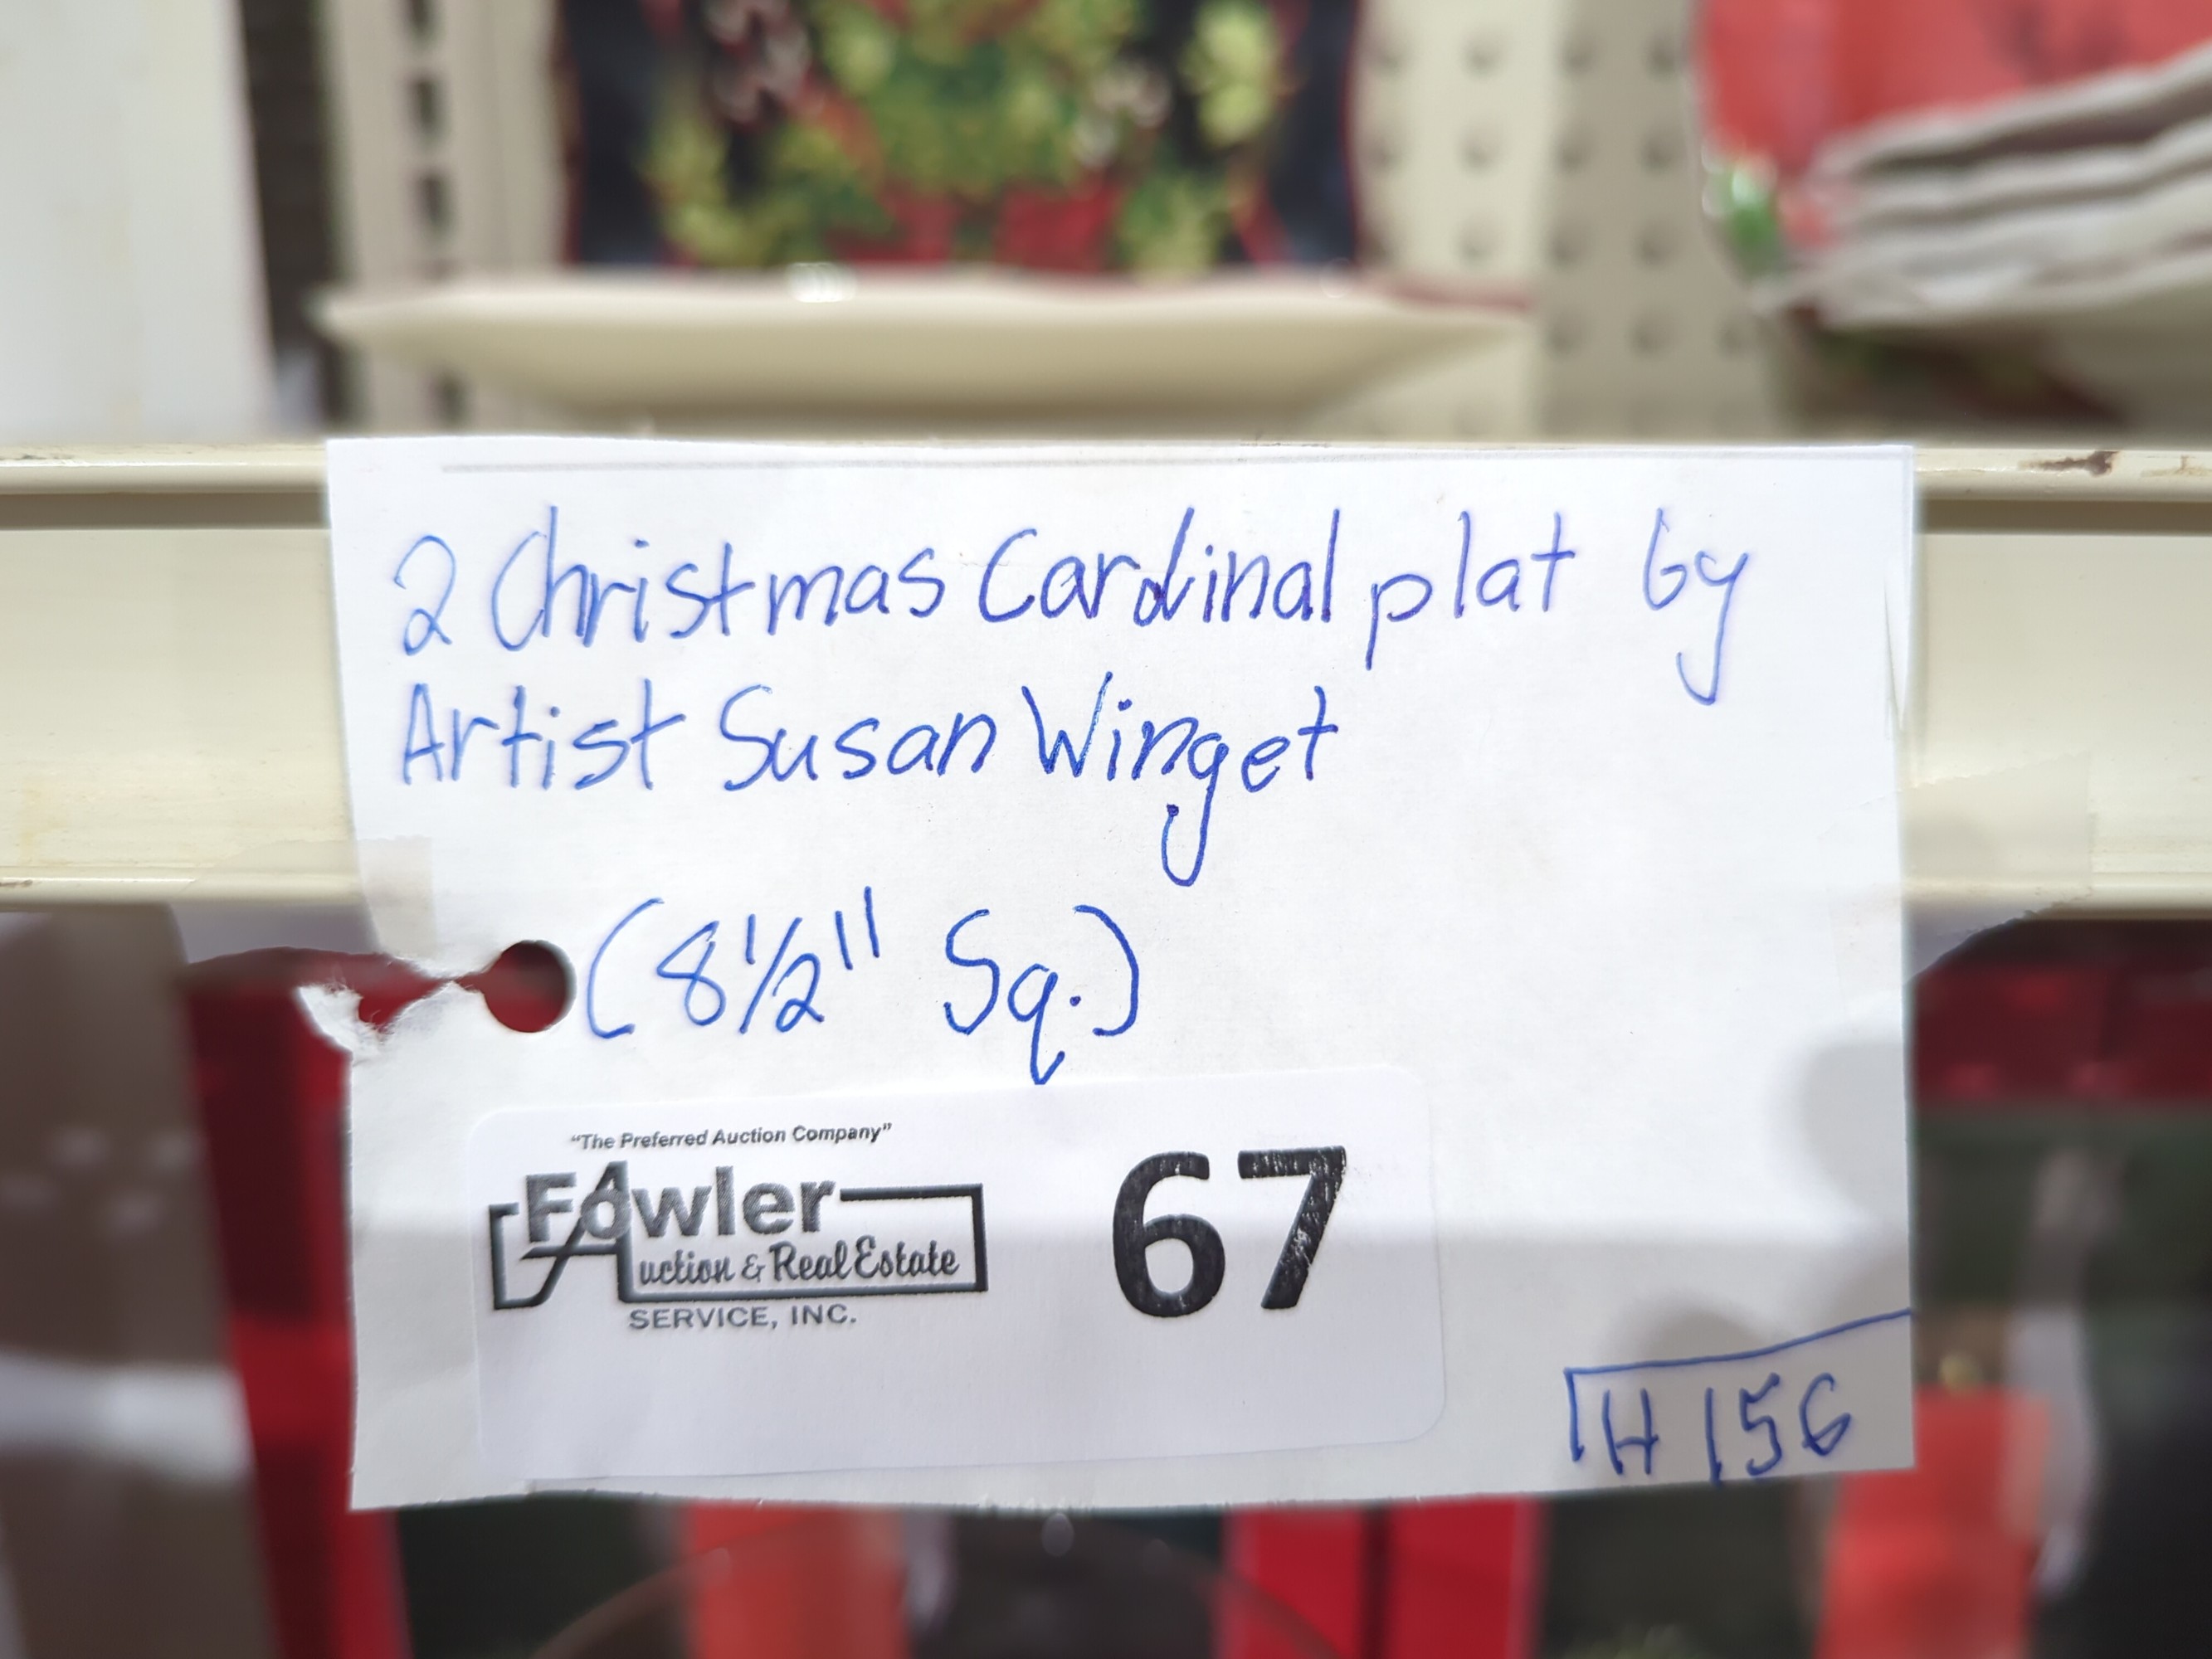 2 Christmas Cardinal plat by
Artist Susan Winget
(8½" Sq.)
"The Preferred Auction Company"
Fowler
Auction & Real Estate
SERVICE, INC.
67
H 156